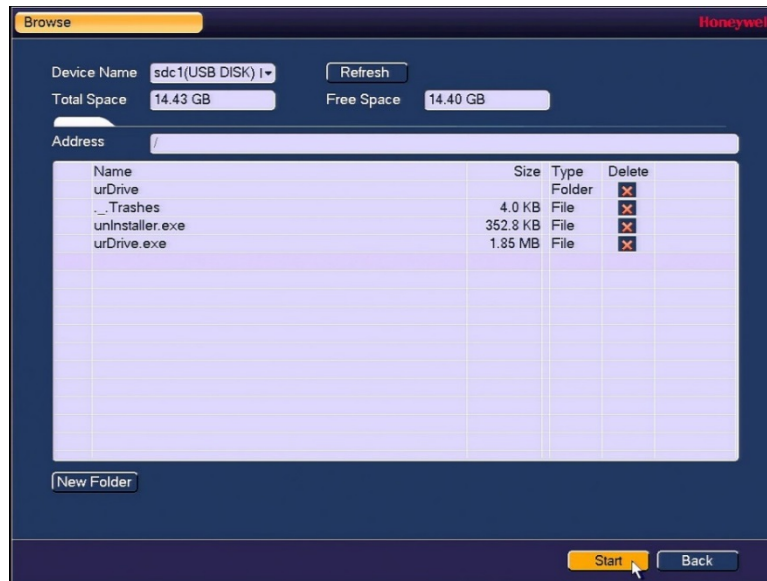 Browse Honeywell
Device Name sdc1(USB DISK) Refresh
Total Space 14.43 GB Free Space 14.40 GB
Address /
Name Size Type Delete
urDrive Folder
._.Trashes 4.0 KB File
unInstaller.exe 352.8 KB File
urDrive.exe 1.85 MB File
New Folder
Start Back